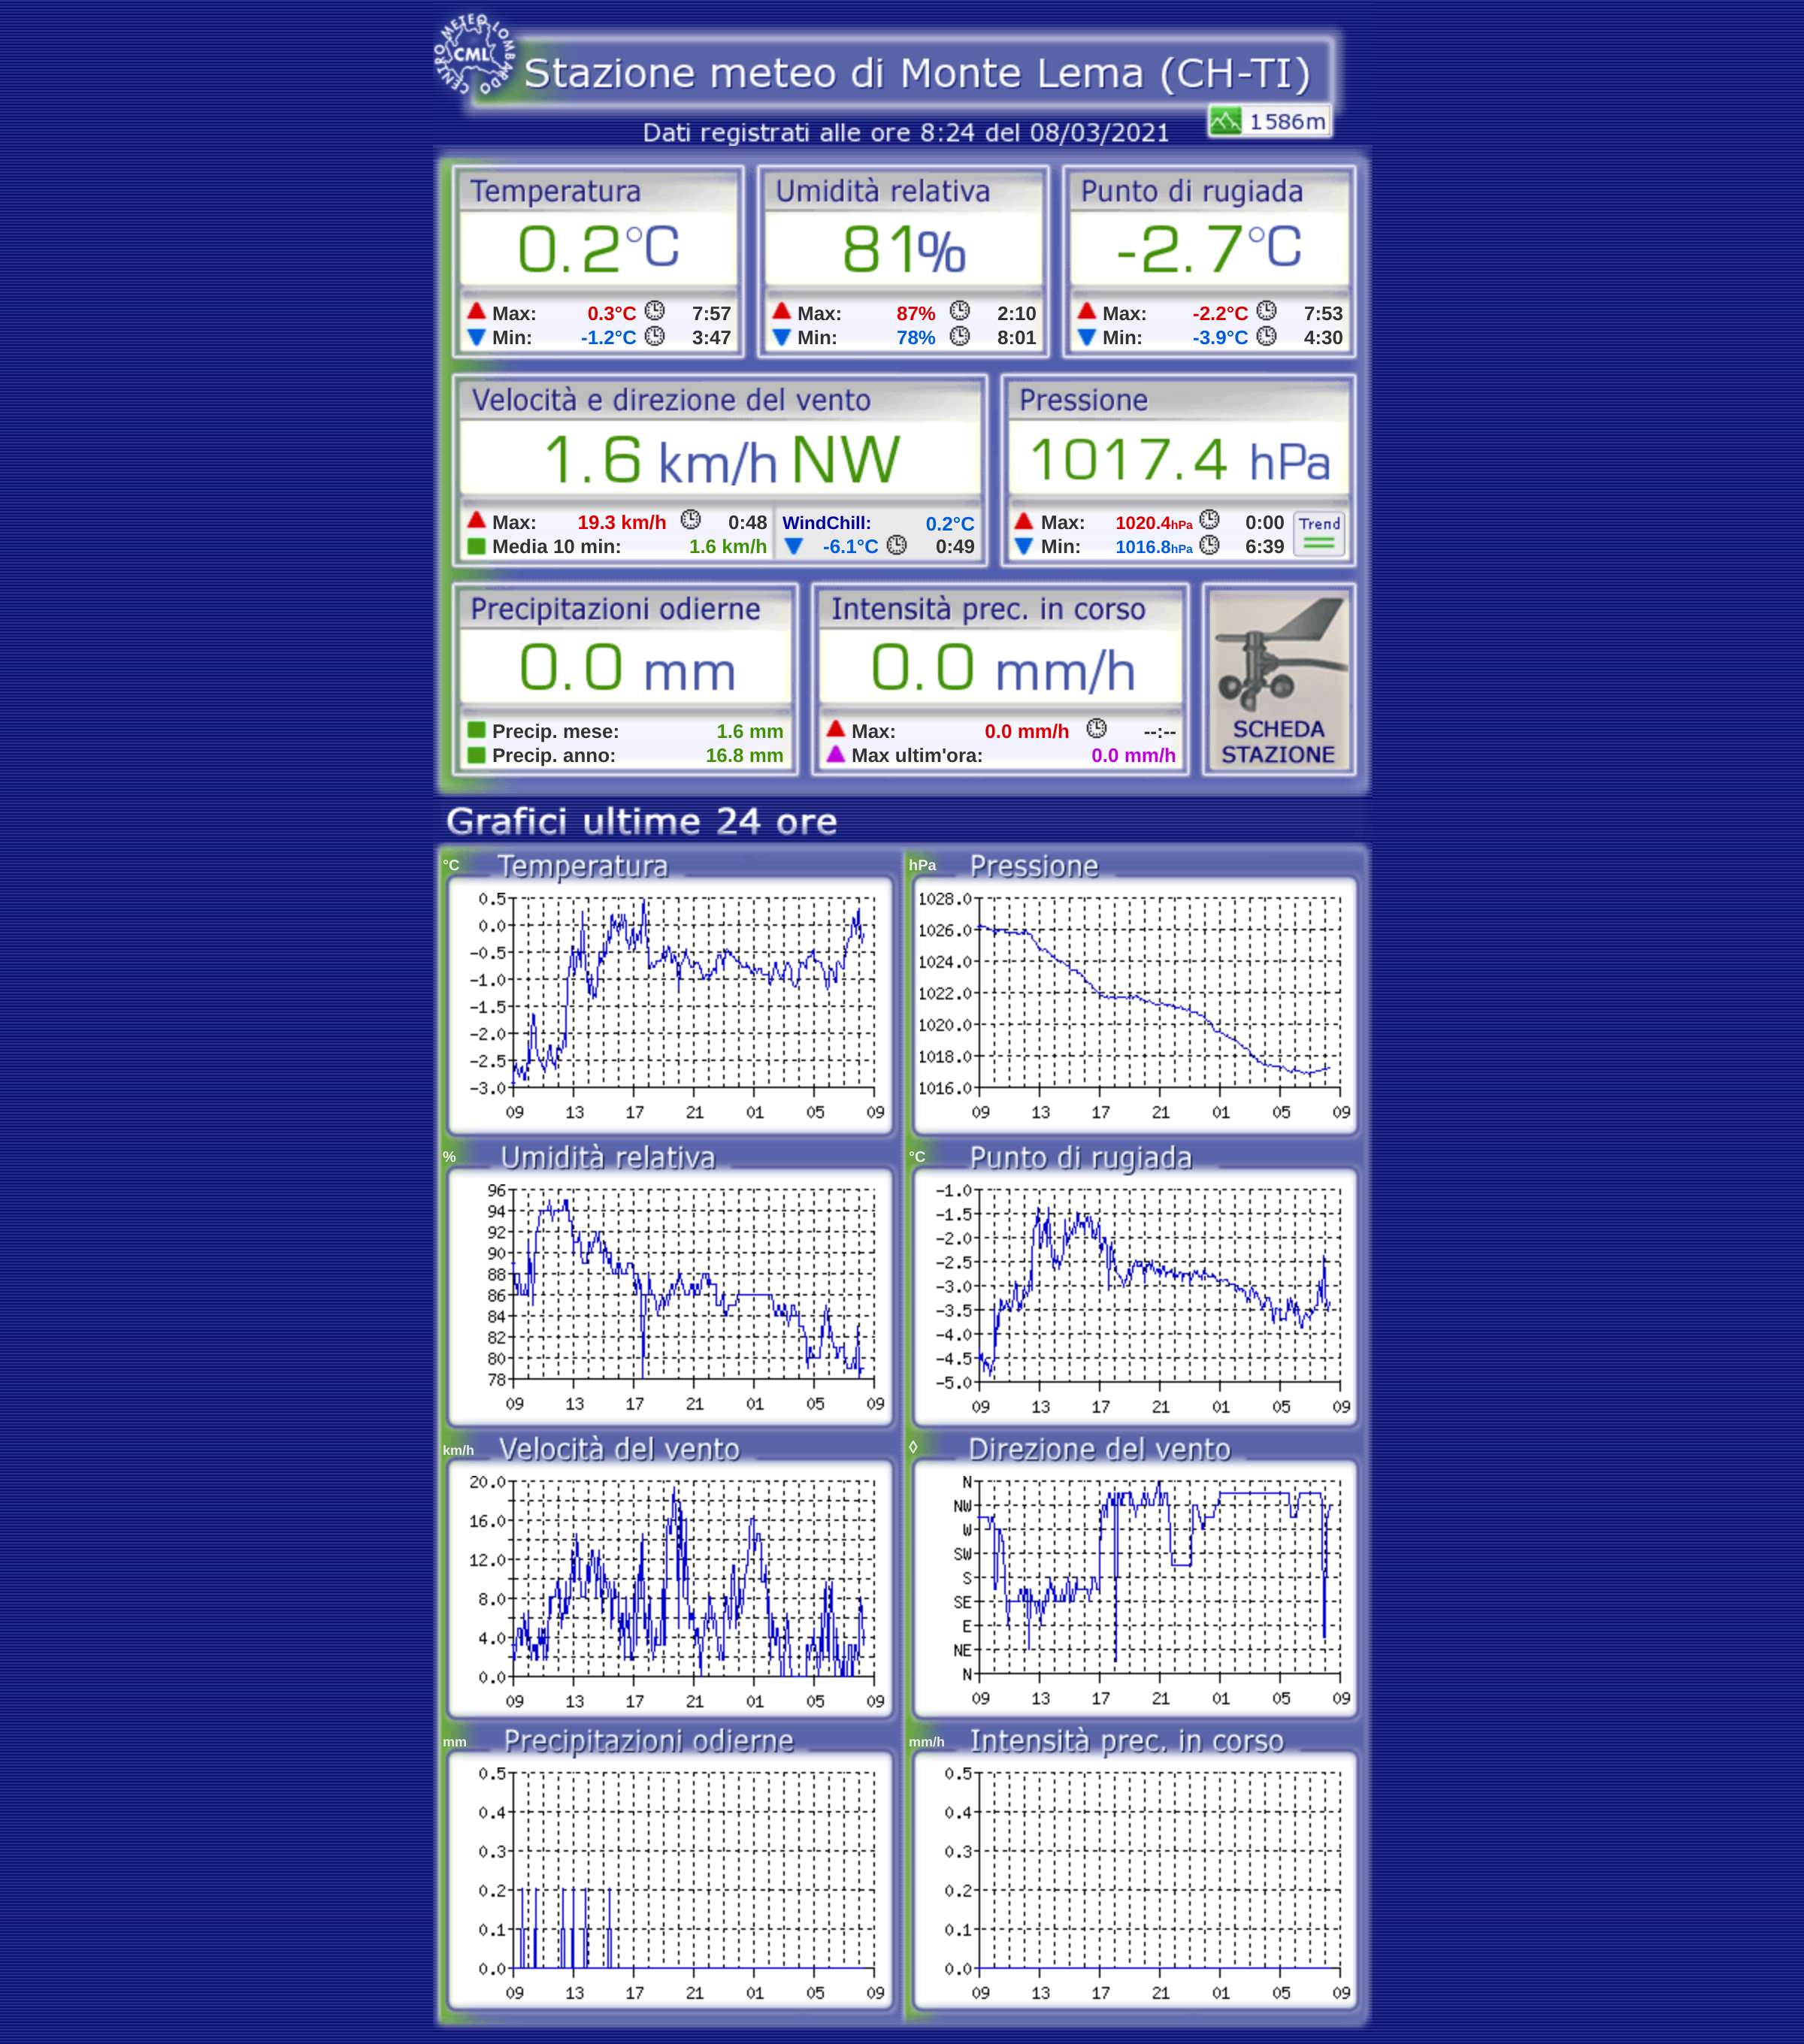 CENTRO METEO LOMBARDO
CML
Stazione meteo di Monte Lema (CH-TI)
1586m
Dati registrati alle ore 8:24 del 08/03/2021
Temperatura
0.2°C
Max: 0.3°C 7:57
Min: -1.2°C 3:47
Umidità relativa
81%
Max: 87% 2:10
Min: 78% 8:01
Punto di rugiada
-2.7°C
Max: -2.2°C 7:53
Min: -3.9°C 4:30
Velocità e direzione del vento
1.6 km/h NW
Max: 19.3 km/h 0:48
Media 10 min: 1.6 km/h
WindChill: 0.2°C
-6.1°C 0:49
Pressione
1017.4 hPa
Max: 1020.4hPa 0:00
Min: 1016.8hPa 6:39
Trend
Precipitazioni odierne
0.0 mm
Precip. mese: 1.6 mm
Precip. anno: 16.8 mm
Intensità prec. in corso
0.0 mm/h
Max: 0.0 mm/h --:--
Max ultim'ora: 0.0 mm/h
SCHEDA
STAZIONE
Grafici ultime 24 ore
°C Temperatura
0.5
0.0
-0.5
-1.0
-1.5
-2.0
-2.5
-3.0
09 13 17 21 01 05 09
hPa Pressione
1028.0
1026.0
1024.0
1022.0
1020.0
1018.0
1016.0
09 13 17 21 01 05 09
% Umidità relativa
96
94
92
90
88
86
84
82
80
78
09 13 17 21 01 05 09
°C Punto di rugiada
-1.0
-1.5
-2.0
-2.5
-3.0
-3.5
-4.0
-4.5
-5.0
09 13 17 21 01 05 09
km/h Velocità del vento
20.0
16.0
12.0
8.0
4.0
0.0
09 13 17 21 01 05 09
◊ Direzione del vento
N
NW
W
SW
S
SE
E
NE
N
09 13 17 21 01 05 09
mm Precipitazioni odierne
0.5
0.4
0.3
0.2
0.1
0.0
09 13 17 21 01 05 09
mm/h Intensità prec. in corso
0.5
0.4
0.3
0.2
0.1
0.0
09 13 17 21 01 05 09